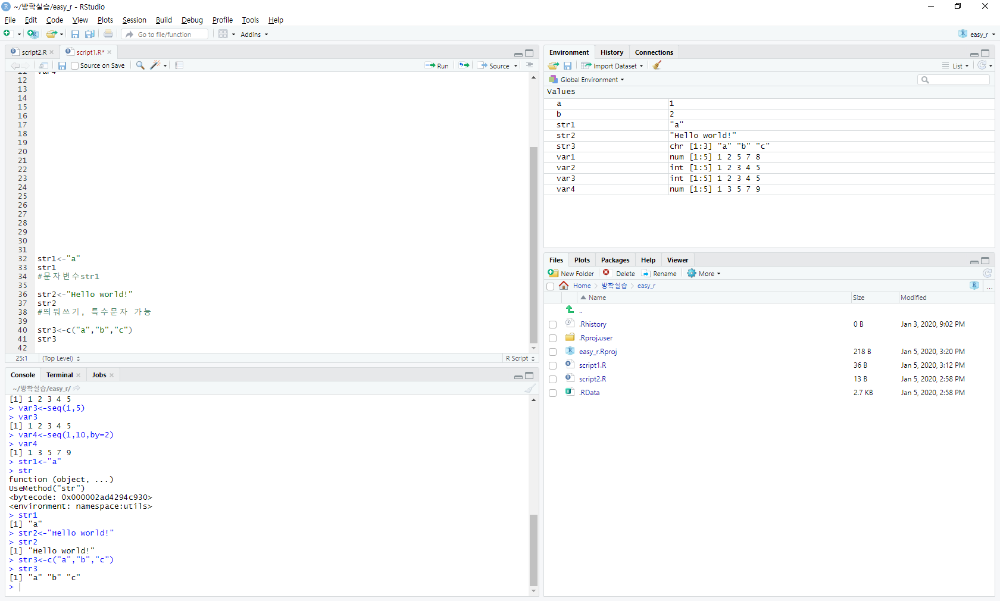 ~/방학실습/easy_r - RStudio
File Edit Code View Plots Session Build Debug Profile Tools Help
Go to file/function Addins easy_r
script2.R script1.R*
Source on Save Run Source
11 var4
12
13
14
15
16
17
18
19
20
21
22
23
24
25
26
27
28
29
30
31
32 str1<-"a"
33 str1
34 #문자변수str1
35
36 str2<-"Hello world!"
37 str2
38 #띄워쓰기, 특수문자 가능
39
40 str3<-c("a","b","c")
41 str3
42
25:1 (Top Level) R Script
Console Terminal Jobs
~/방학실습/easy_r/
[1] 1 2 3 4 5
> var3<-seq(1,5)
> var3
[1] 1 2 3 4 5
> var4<-seq(1,10,by=2)
> var4
[1] 1 3 5 7 9
> str1<-"a"
> str
function (object, ...)
UseMethod("str")
<bytecode: 0x000002ad4294c930>
<environment: namespace:utils>
> str1
[1] "a"
> str2<-"Hello world!"
> str2
[1] "Hello world!"
> str3<-c("a","b","c")
> str3
[1] "a" "b" "c"
>
Environment History Connections
Import Dataset List
Global Environment
Values
a 1
b 2
str1 "a"
str2 "Hello world!"
str3 chr [1:3] "a" "b" "c"
var1 num [1:5] 1 2 5 7 8
var2 int [1:5] 1 2 3 4 5
var3 int [1:5] 1 2 3 4 5
var4 num [1:5] 1 3 5 7 9
Files Plots Packages Help Viewer
New Folder Delete Rename More
Home 방학실습 easy_r ...
Name Size Modified
..
.Rhistory 0 B Jan 3, 2020, 9:02 PM
.Rproj.user
easy_r.Rproj 218 B Jan 5, 2020, 3:20 PM
script1.R 36 B Jan 5, 2020, 3:12 PM
script2.R 13 B Jan 5, 2020, 2:58 PM
.RData 2.7 KB Jan 5, 2020, 2:58 PM